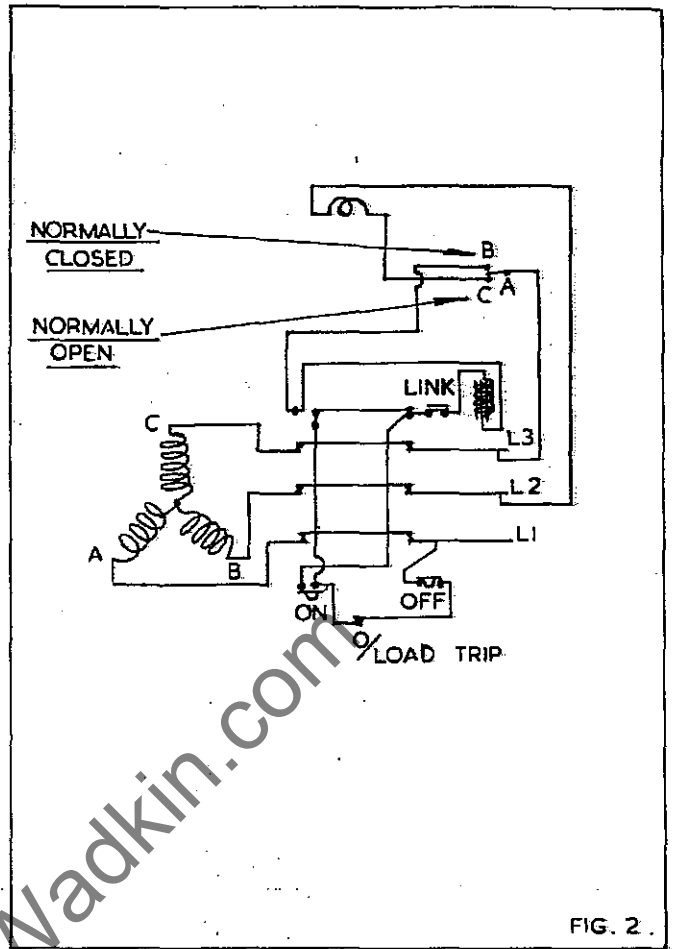 NORMALLY
CLOSED
B
C A
NORMALLY
OPEN
LINK
C
L3
L2
A
B
L1
ON
OFF
O/LOAD TRIP
Wadkin.com
FIG. 2.